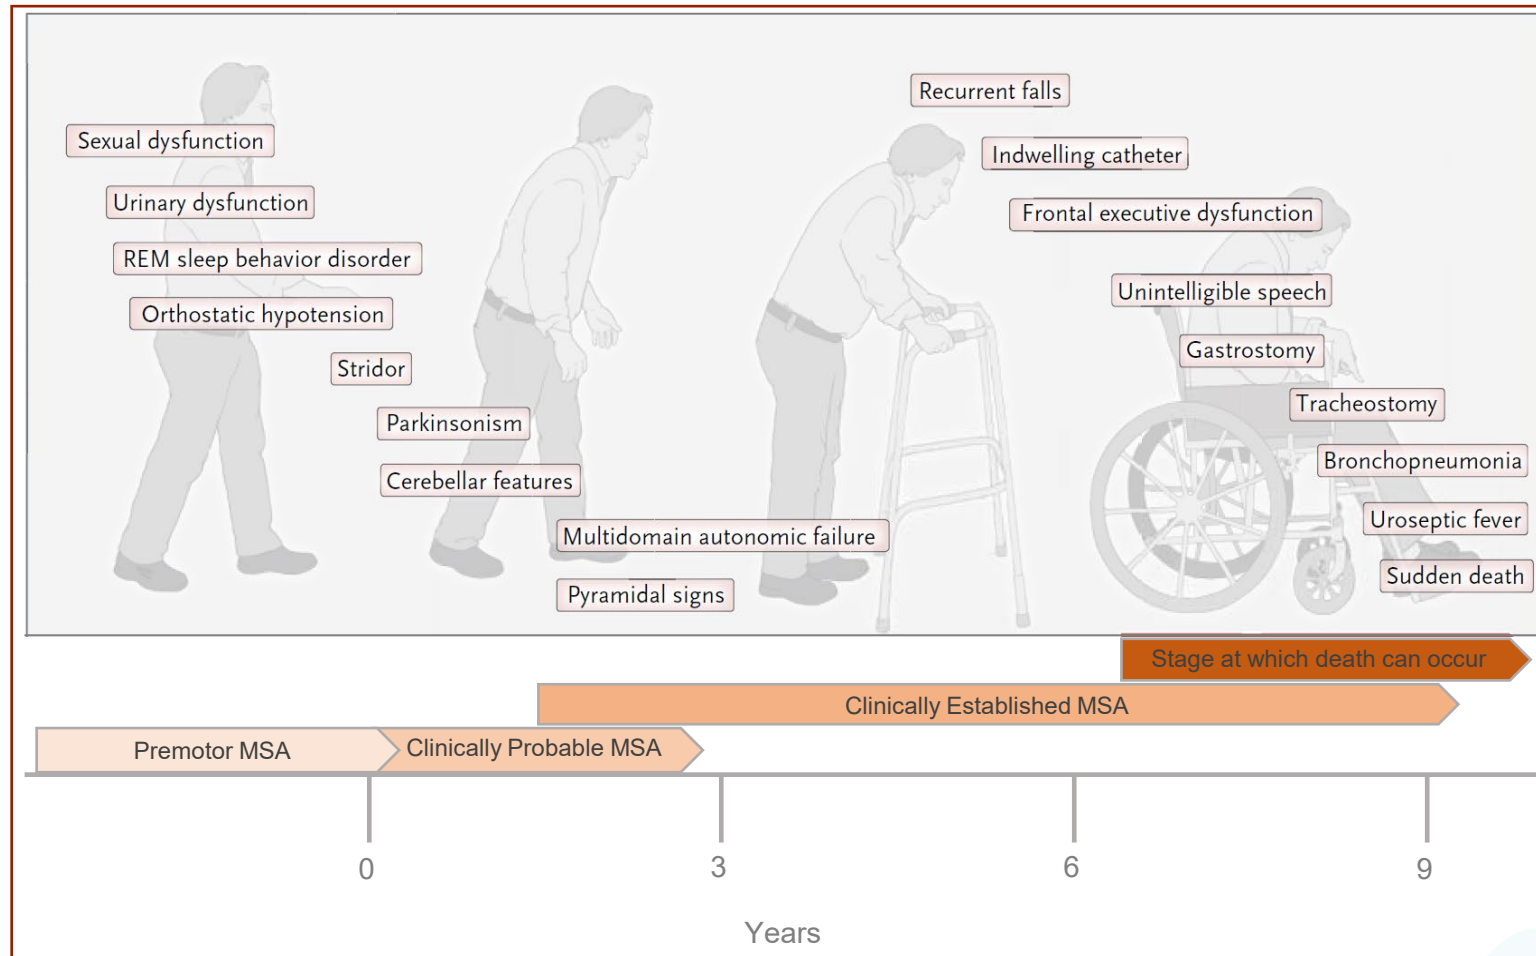 Recurrent falls
Sexual dysfunction
Indwelling catheter
Urinary dysfunction
Frontal executive dysfunction
REM sleep behavior disorder
Unintelligible speech
Orthostatic hypotension
Gastrostomy
Stridor
Tracheostomy
Parkinsonism
Bronchopneumonia
Cerebellar features
Uroseptic fever
Multidomain autonomic failure
Sudden death
Pyramidal signs
Stage at which death can occur
Clinically Established MSA
Premotor MSA
Clinically Probable MSA
0
3
6
9
Years